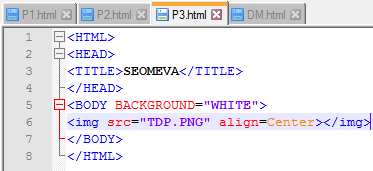 P1.html P2.html P3.html DM.html
1 <HTML>
2 <HEAD>
3 <TITLE>SEOMEVA</TITLE>
4 </HEAD>
5 <BODY BACKGROUND="WHITE">
6 <img src="TDP.PNG" align=Center></img>
7 </BODY>
8 </HTML>